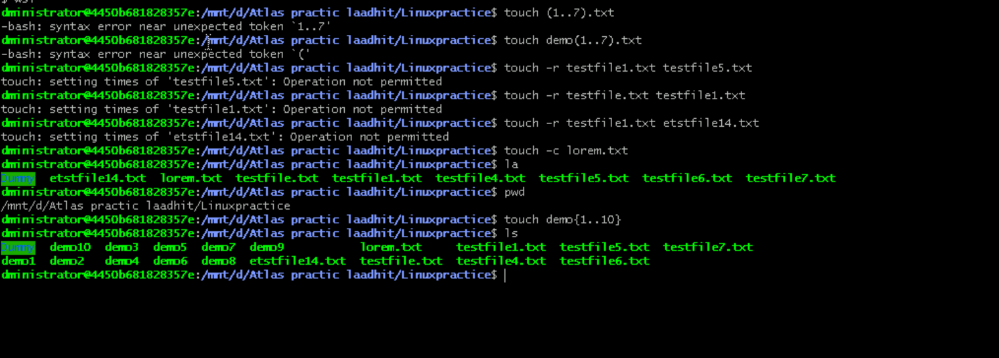 $ wsl
dministrator@4450b681828357e:/mnt/d/Atlas practic laadhit/Linuxpractice$ touch (1..7).txt
-bash: syntax error near unexpected token `1..7'
dministrator@4450b681828357e:/mnt/d/Atlas practic laadhit/Linuxpractice$ touch demo(1..7).txt
-bash: syntax error near unexpected token `('
dministrator@4450b681828357e:/mnt/d/Atlas practic laadhit/Linuxpractice$ touch -r testfile1.txt testfile5.txt
touch: setting times of 'testfile5.txt': Operation not permitted
dministrator@4450b681828357e:/mnt/d/Atlas practic laadhit/Linuxpractice$ touch -r testfile.txt testfile1.txt
touch: setting times of 'testfile1.txt': Operation not permitted
dministrator@4450b681828357e:/mnt/d/Atlas practic laadhit/Linuxpractice$ touch -r testfile1.txt etstfile14.txt
touch: setting times of 'etstfile14.txt': Operation not permitted
dministrator@4450b681828357e:/mnt/d/Atlas practic laadhit/Linuxpractice$ touch -c lorem.txt
dministrator@4450b681828357e:/mnt/d/Atlas practic laadhit/Linuxpractice$ la
Dummy etstfile14.txt lorem.txt testfile.txt testfile1.txt testfile4.txt testfile5.txt testfile6.txt testfile7.txt
dministrator@4450b681828357e:/mnt/d/Atlas practic laadhit/Linuxpractice$ pwd
/mnt/d/Atlas practic laadhit/Linuxpractice
dministrator@4450b681828357e:/mnt/d/Atlas practic laadhit/Linuxpractice$ touch demo{1..10}
dministrator@4450b681828357e:/mnt/d/Atlas practic laadhit/Linuxpractice$ ls
Dummy demo10 demo3 demo5 demo7 demo9 lorem.txt testfile1.txt testfile5.txt testfile7.txt
demo1 demo2 demo4 demo6 demo8 etstfile14.txt testfile.txt testfile4.txt testfile6.txt
dministrator@4450b681828357e:/mnt/d/Atlas practic laadhit/Linuxpractice$